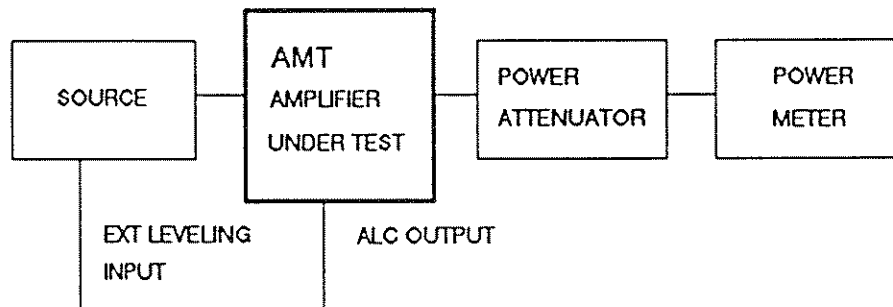 SOURCE
AMT
AMPLIFIER
UNDER TEST
POWER
ATTENUATOR
POWER
METER
EXT LEVELING
INPUT
ALC OUTPUT